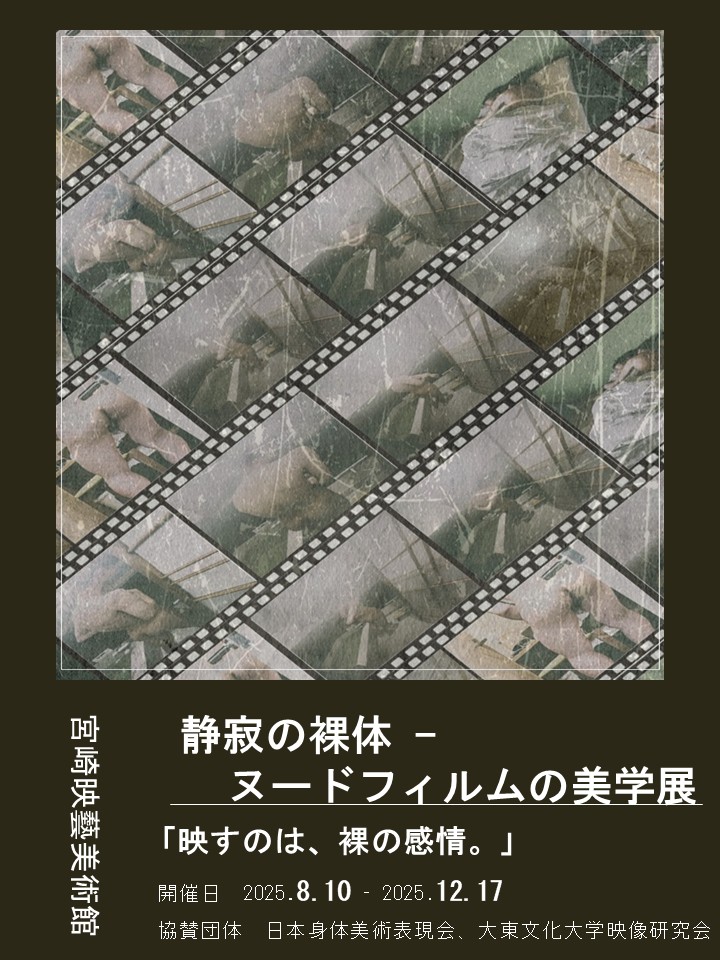 静寂の裸体 −
ヌードフィルムの美学展
「映すのは、裸の感情。」
開催日　2025.8.10 - 2025.12.17
協賛団体　日本身体美術表現会、大東文化大学映像研究会
宮崎映藝美術館